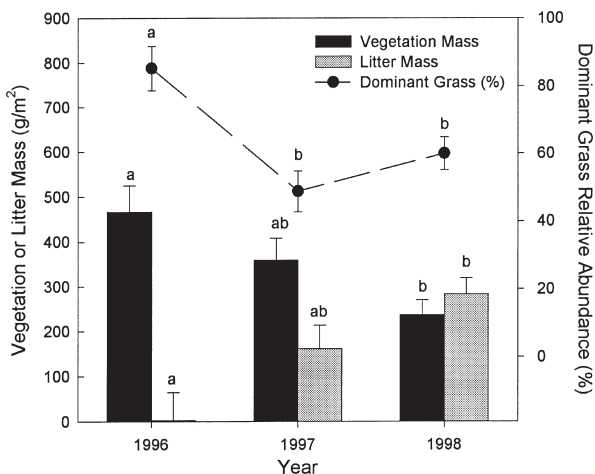 900
800
700
600
500
400
300
200
100
0
Vegetation or Litter Mass (g/m²)
100
80
60
40
20
0
Dominant Grass Relative Abundance (%)
Vegetation Mass
Litter Mass
Dominant Grass (%)
a
b
b
a
ab
b
a
ab
b
1996
1997
1998
Year